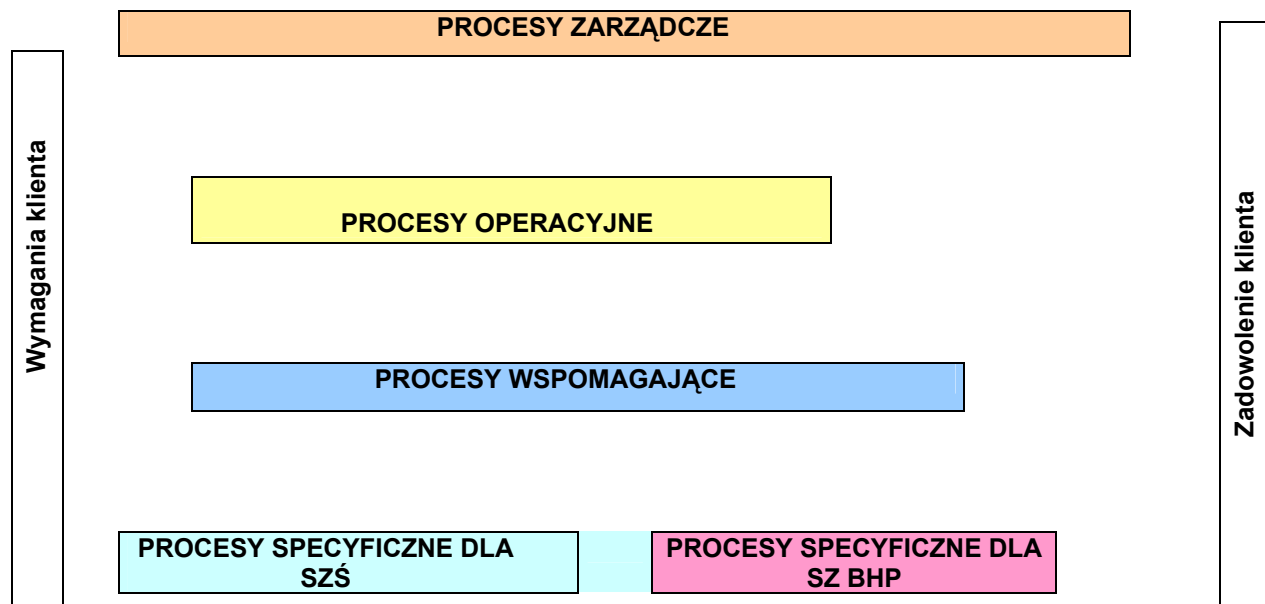 PROCESY ZARZĄDCZE
Wymagania klienta
PROCESY OPERACYJNE
Zadowolenie klienta
PROCESY WSPOMAGAJĄCE
PROCESY SPECYFICZNE DLA
SZŚ
PROCESY SPECYFICZNE DLA
SZ BHP